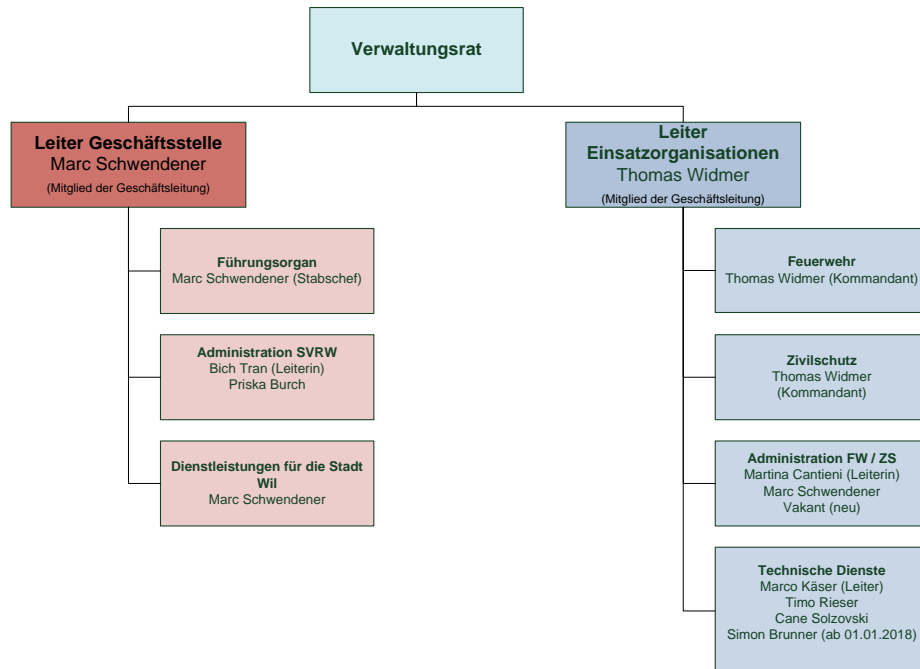 Verwaltungsrat
Leiter Geschäftsstelle
Marc Schwendener
(Mitglied der Geschäftsleitung)
Leiter
Einsatzorganisationen
Thomas Widmer
(Mitglied der Geschäftsleitung)
Führungsorgan
Marc Schwendener (Stabschef)
Administration SVRW
Bich Tran (Leiterin)
Priska Burch
Dienstleistungen für die Stadt
Wil
Marc Schwendener
Feuerwehr
Thomas Widmer (Kommandant)
Zivilschutz
Thomas Widmer
(Kommandant)
Administration FW / ZS
Martina Cantieni (Leiterin)
Marc Schwendener
Vakant (neu)
Technische Dienste
Marco Käser (Leiter)
Timo Rieser
Cane Solzovski
Simon Brunner (ab 01.01.2018)